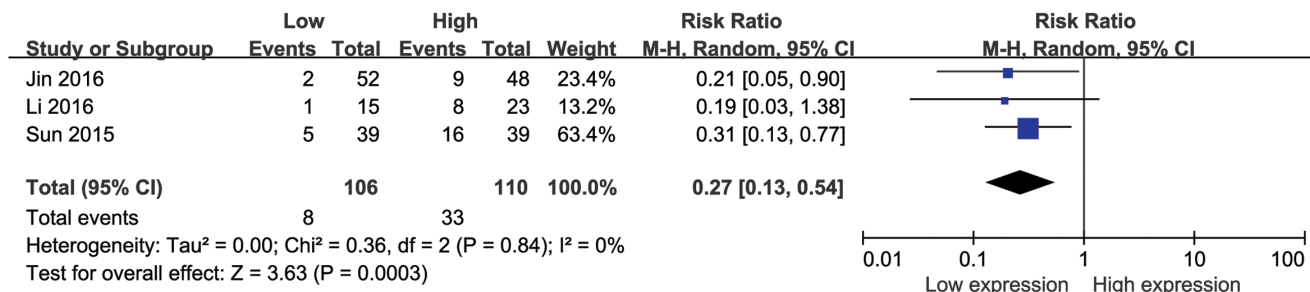 Low High Risk Ratio Risk Ratio
Study or Subgroup Events Total Events Total Weight M-H, Random, 95% CI M-H, Random, 95% CI
Jin 2016 2 52 9 48 23.4% 0.21 [0.05, 0.90]
Li 2016 1 15 8 23 13.2% 0.19 [0.03, 1.38]
Sun 2015 5 39 16 39 63.4% 0.31 [0.13, 0.77]
Total (95% CI) 106 110 100.0% 0.27 [0.13, 0.54]
Total events 8 33
Heterogeneity: Tau² = 0.00; Chi² = 0.36, df = 2 (P = 0.84); I² = 0%
Test for overall effect: Z = 3.63 (P = 0.0003)
0.01 0.1 1 10 100
Low expression High expression